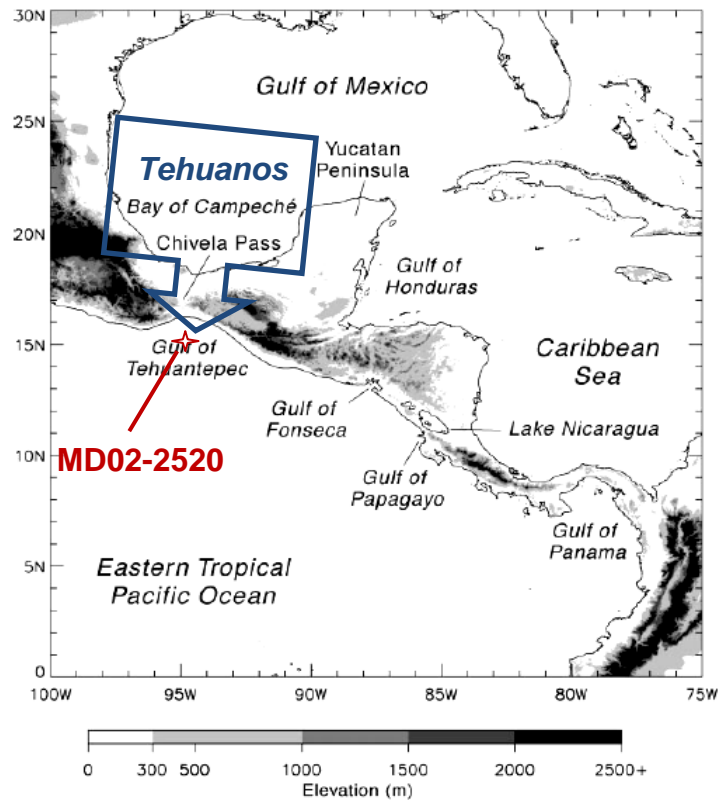 30N
Gulf of Mexico
25N
Yucatan
Peninsula
Tehuanos
Bay of Campeché
20N
Chivela Pass
Gulf of
Honduras
15N
Gulf of
Tehuantepec
Caribbean
Sea
Gulf of
Fonseca
Lake Nicaragua
MD02-2520
10N
Gulf of
Papagayo
Gulf of
Panama
5N
Eastern Tropical
Pacific Ocean
0
100W
95W
90W
85W
80W
75W
0
300
500
1000
1500
2000
2500+
Elevation (m)